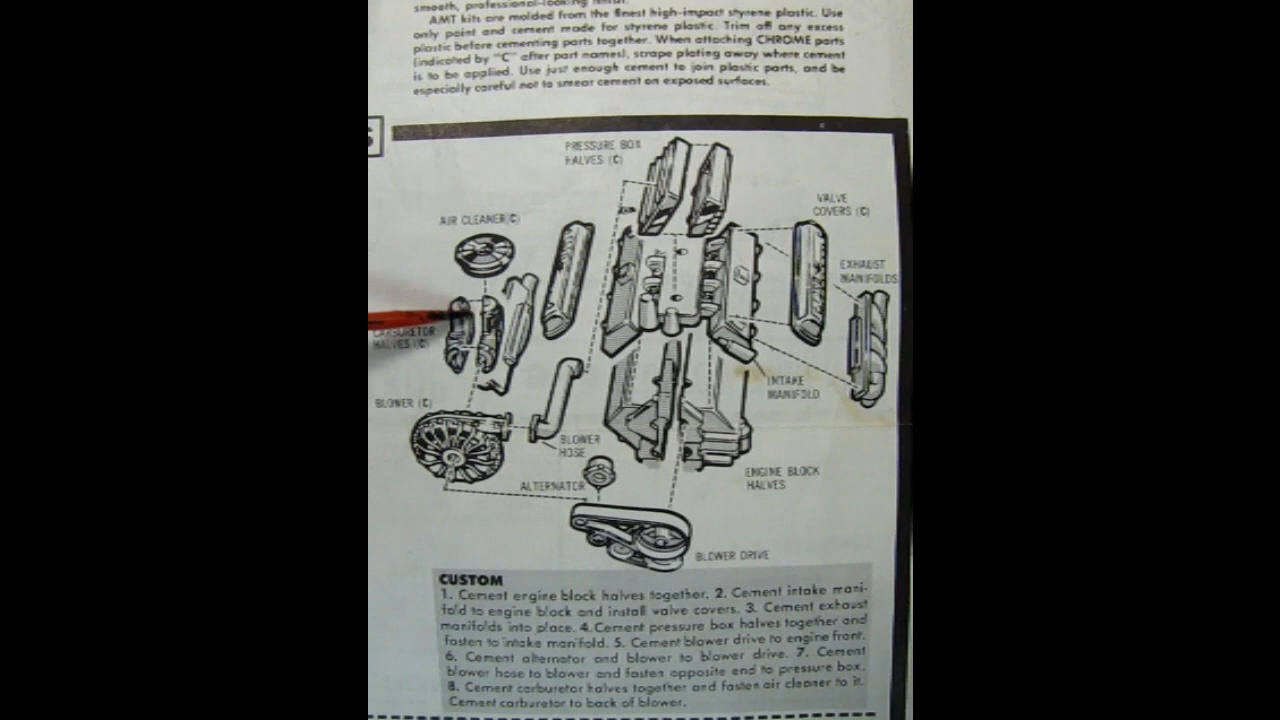 smooth, professional-looking finish.
AMT kits are molded from the finest high-impact styrene plastic. Use
only paint and cement made for styrene plastic. Trim off any excess
plastic before cementing parts together. When attaching CHROME parts
(indicated by "C" after part names), scrape plating away where cement
is to be applied. Use just enough cement to join plastic parts, and be
especially careful not to smear cement on exposed surfaces.
PRESSURE BOX
HALVES (C)
VALVE
COVERS (C)
AIR CLEANER(C)
EXHAUST
MANIFOLDS
CARBURETOR
HALVES (C)
INTAKE
MANIFOLD
BLOWER (C)
BLOWER
HOSE
ENGINE BLOCK
HALVES
ALTERNATOR
BLOWER DRIVE
CUSTOM
1. Cement engine block halves together. 2. Cement intake mani-
fold to engine block and install valve covers. 3. Cement exhaust
manifolds into place. 4. Cement pressure box halves together and
fasten to intake manifold. 5. Cement blower drive to engine front.
6. Cement alternator and blower to blower drive. 7. Cement
blower hose to blower and fasten opposite end to pressure box.
8. Cement carburetor halves together and fasten air cleaner to it.
Cement carburetor to back of blower.